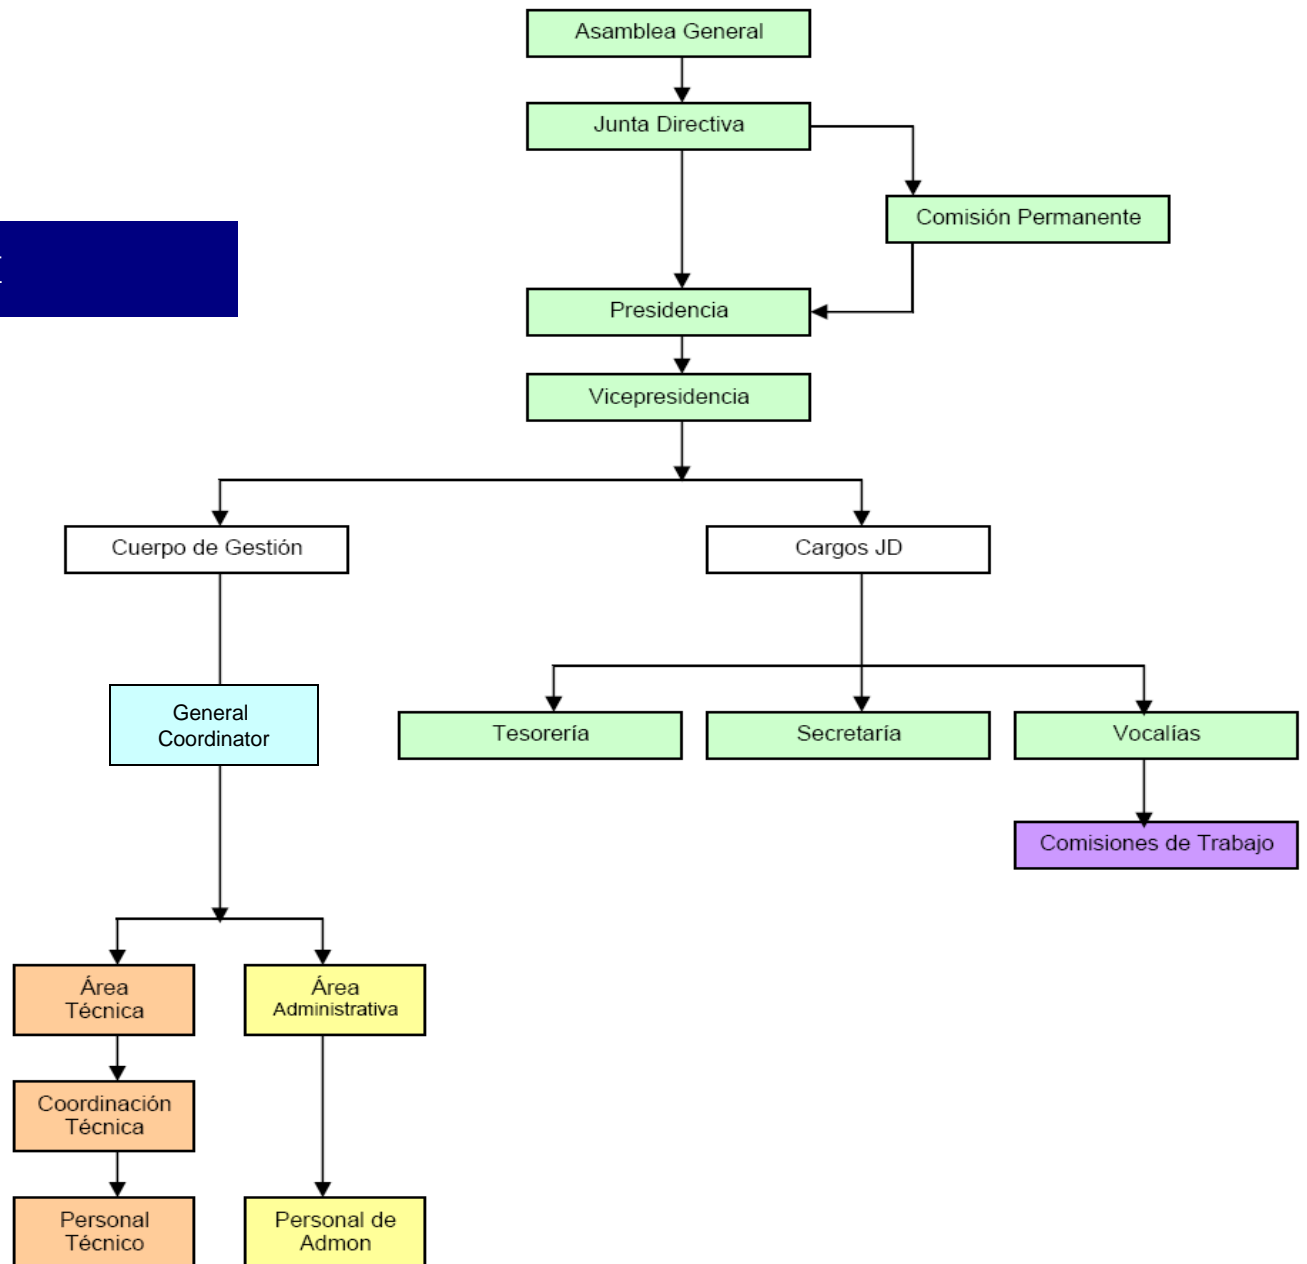 Asamblea General
Junta Directiva
Comisión Permanente
Presidencia
Vicepresidencia
Cuerpo de Gestión
Cargos JD
General
Coordinator
Tesorería
Secretaría
Vocalías
Comisiones de Trabajo
Área
Técnica
Área
Administrativa
Coordinación
Técnica
Personal
Técnico
Personal de
Admon